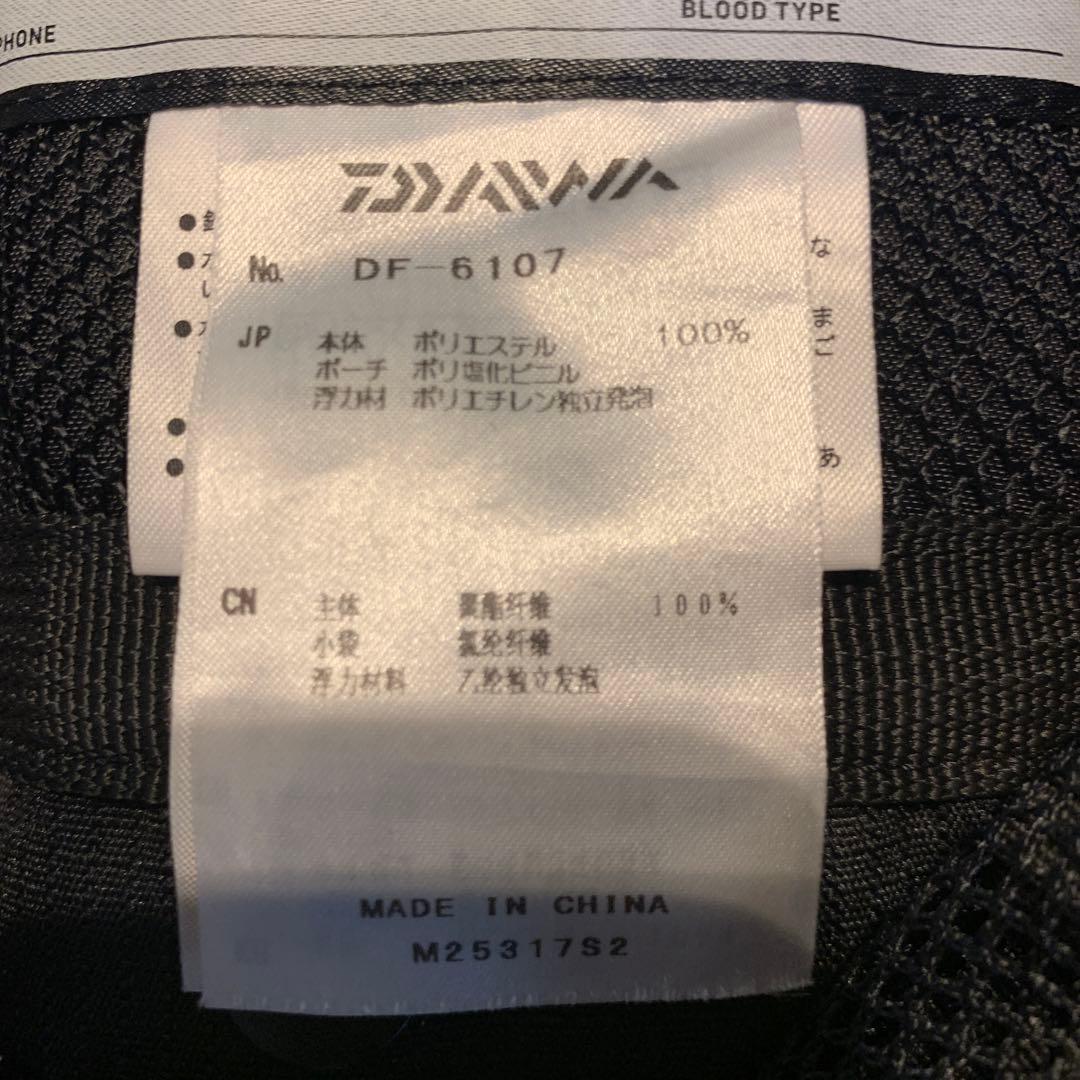 PHONE
BLOOD TYPE
DAIWA
No. DF-6107
JP 本体 ポリエステル 100%
ポーチ ポリ塩化ビニル
浮力材 ポリエチレン独立発泡
CN 主体 聚酯纤维 100%
小袋 氯纶纤维
浮力材料 乙纶独立发泡
MADE IN CHINA
M25317S2
な
まご
あ